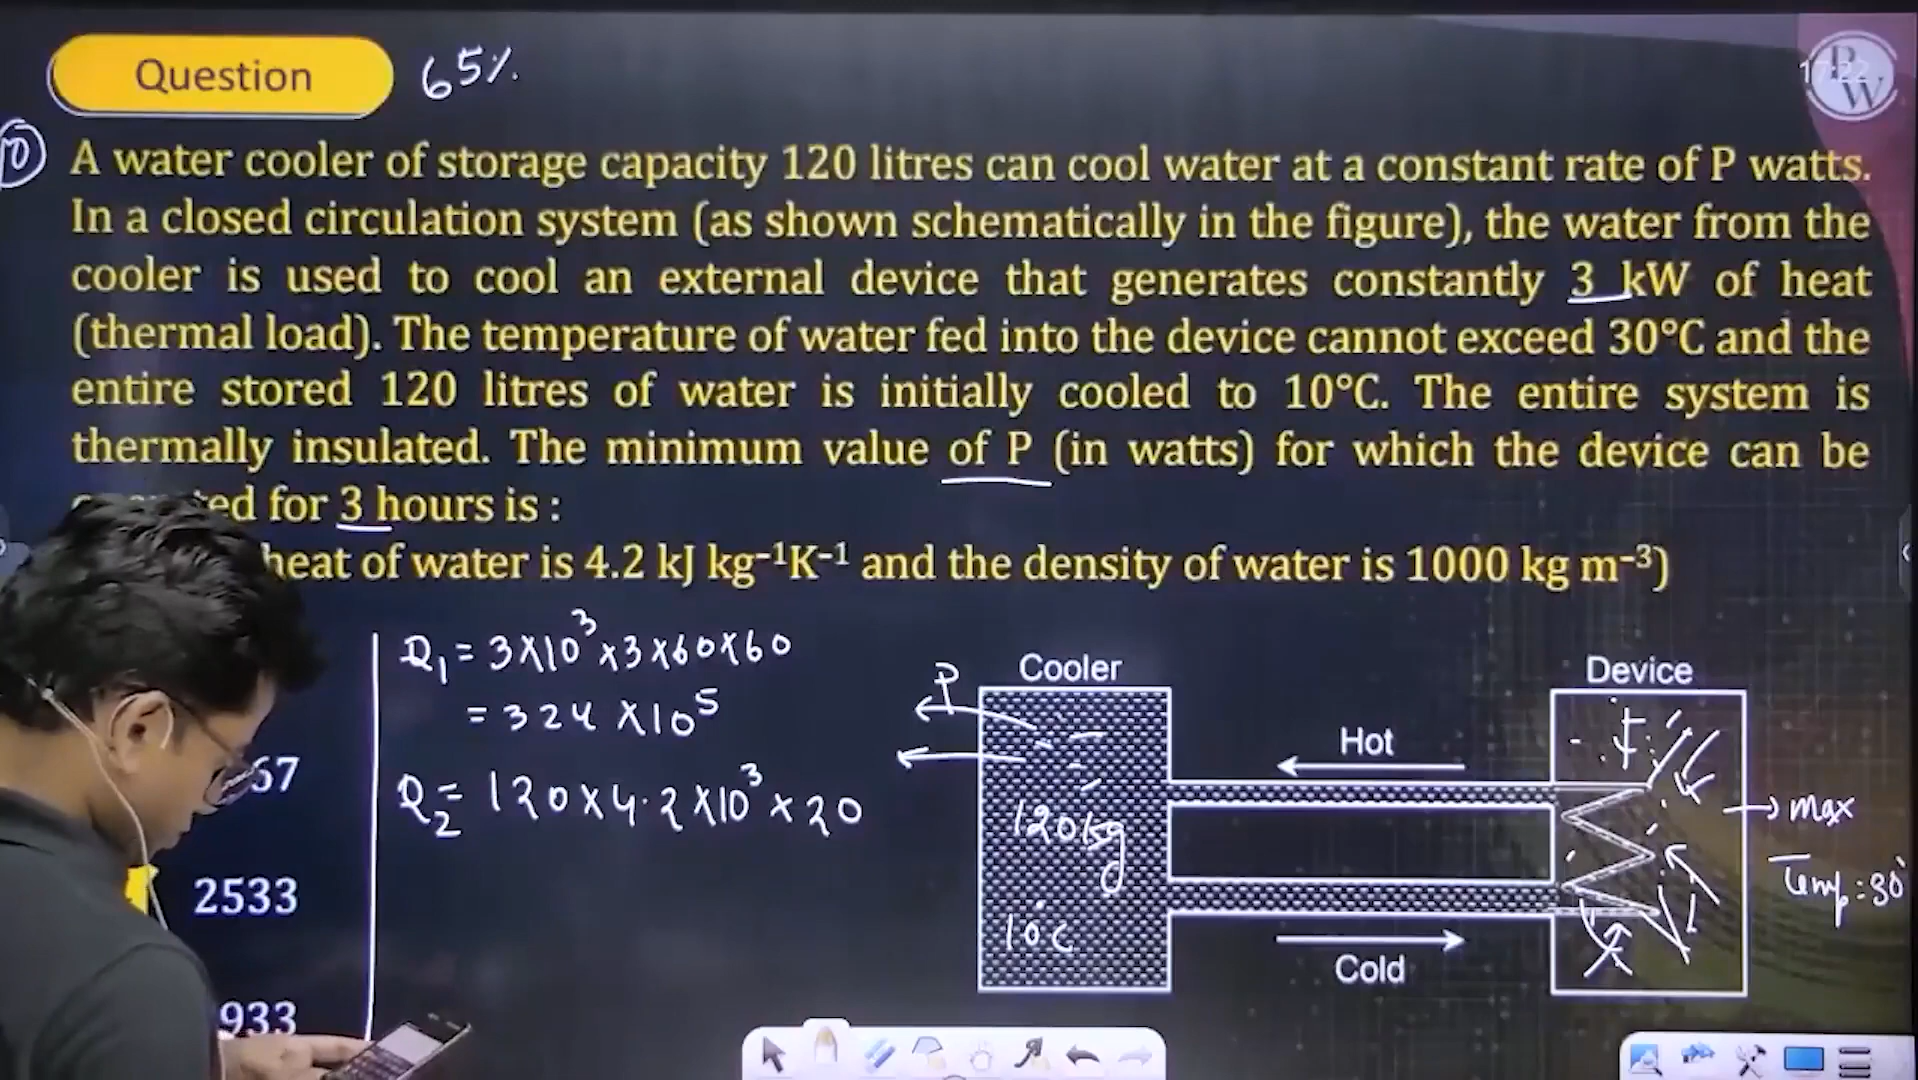 Question
65%.
10
A water cooler of storage capacity 120 litres can cool water at a constant rate of P watts.
In a closed circulation system (as shown schematically in the figure), the water from the
cooler is used to cool an external device that generates constantly 3 kW of heat
(thermal load). The temperature of water fed into the device cannot exceed 30°C and the
entire stored 120 litres of water is initially cooled to 10°C. The entire system is
thermally insulated. The minimum value of P (in watts) for which the device can be
ed for 3 hours is :
heat of water is 4.2 kJ kg⁻¹K⁻¹ and the density of water is 1000 kg m⁻³)
Q₁ = 3×10³×3×60×60
= 324 ×10⁵
Q₂ = 120×4.2×10³×20
67
2533
933
P
Cooler
120kg
10°C
Hot
Cold
Device
→ max
Temp.:30°
PW